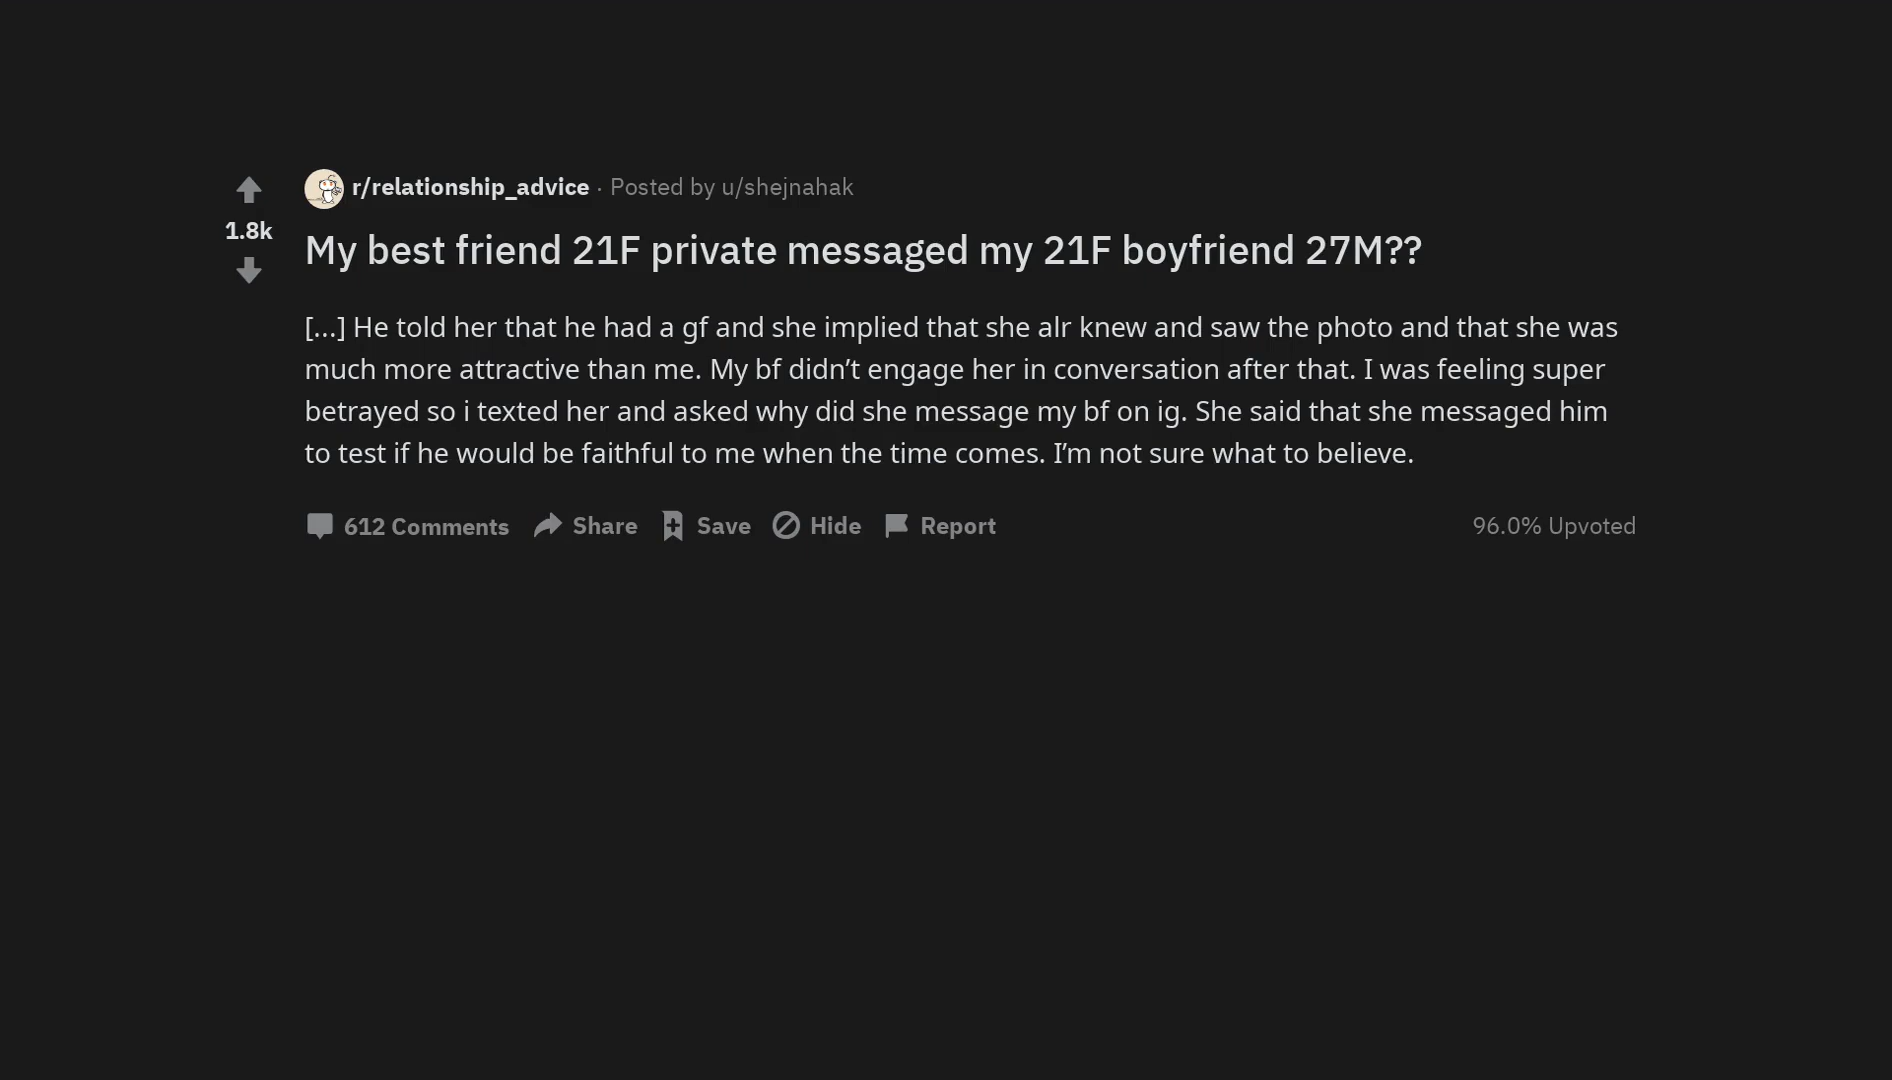 r/relationship_advice · Posted by u/shejnahak
1.8k
My best friend 21F private messaged my 21F boyfriend 27M??
[...] He told her that he had a gf and she implied that she alr knew and saw the photo and that she was
much more attractive than me. My bf didn’t engage her in conversation after that. I was feeling super
betrayed so i texted her and asked why did she message my bf on ig. She said that she messaged him
to test if he would be faithful to me when the time comes. I’m not sure what to believe.
612 Comments Share Save Hide Report 96.0% Upvoted